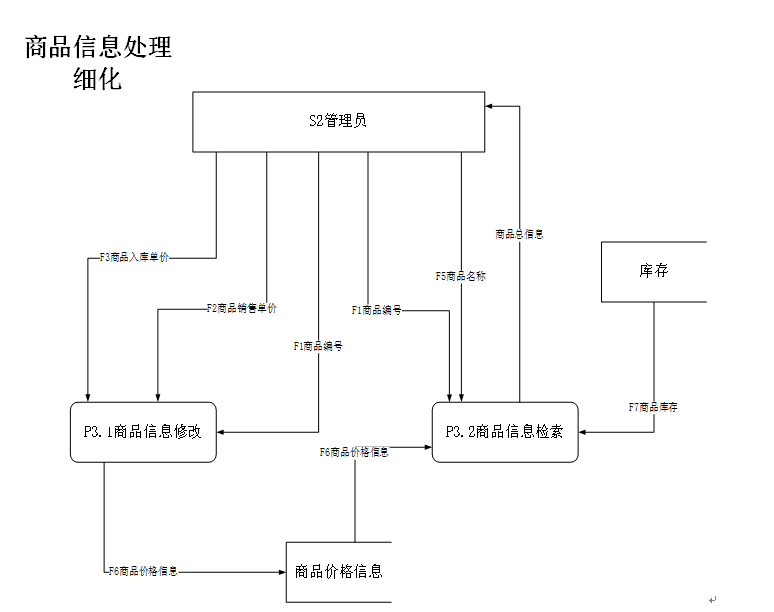 商品信息处理
细化
S2管理员
商品总信息
F3商品入库单价
库存
F5商品名称
F2商品销售单价
F1商品编号
F1商品编号
F7商品库存
P3.1商品信息修改
P3.2商品信息检索
F6商品价格信息
F6商品价格信息
商品价格信息